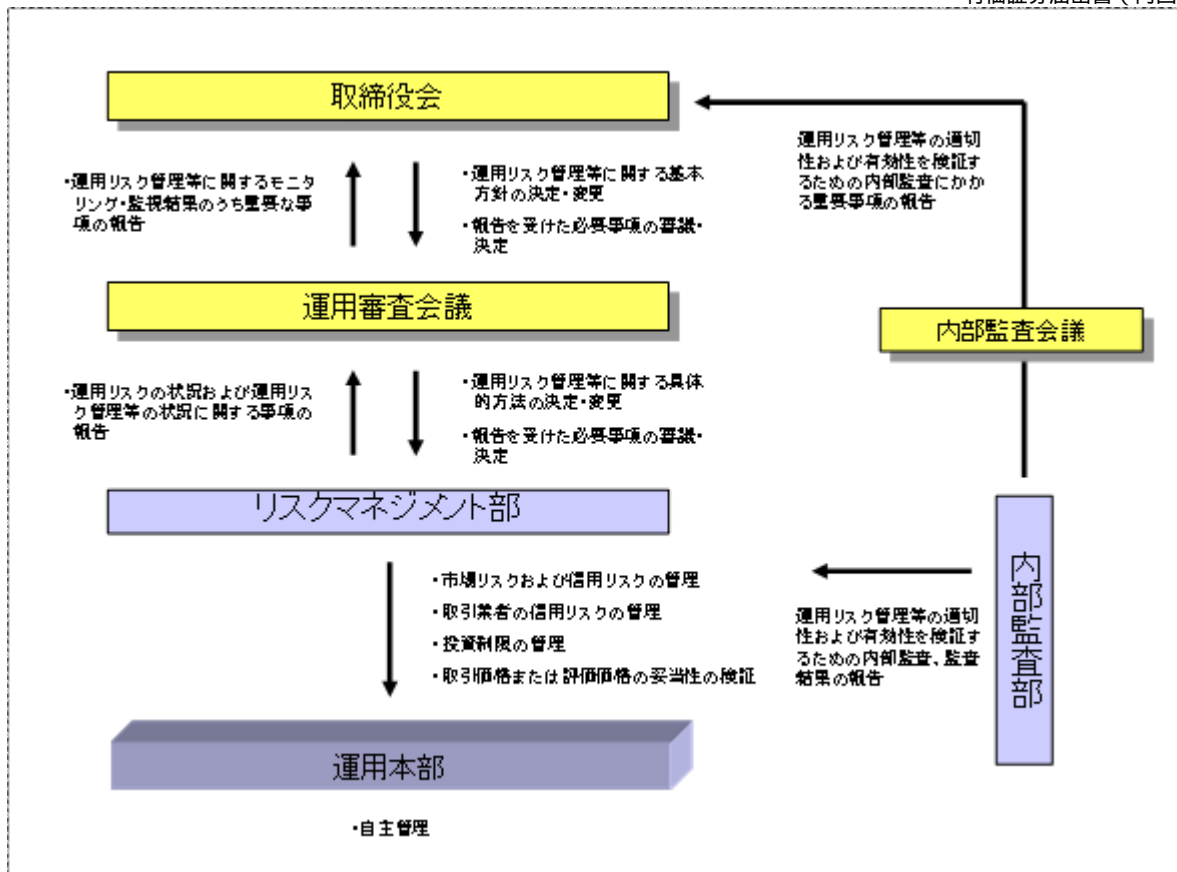 取締役会
・運用リスク管理等に関するモニタ
リング・監視結果のうち重要な事
項の報告
・運用リスク管理等に関する基本
方針の決定・変更
・報告を受けた必要事項の審議・
決定
運用リスク管理等の適切
性および有効性を検証す
るための内部監査にかか
る重要事項の報告
運用審査会議
内部監査会議
・運用リスクの状況および運用リス
ク管理等の状況に関する事項の
報告
・運用リスク管理等に関する具体
的方法の決定・変更
・報告を受けた必要事項の審議・
決定
リスクマネジメント部
内部監査部
・市場リスクおよび信用リスクの管理
・取引業者の信用リスクの管理
・投資制限の管理
・取引価格または評価価格の妥当性の検証
運用リスク管理等の適切
性および有効性を検証す
るための内部監査、監査
結果の報告
運用本部
・自主管理